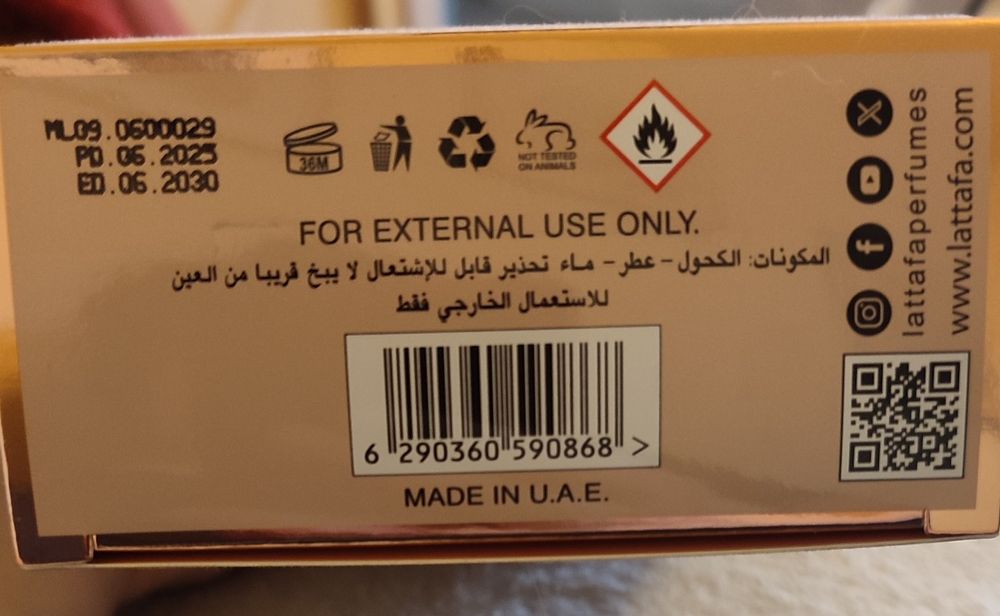 ML09.0600029
PD.06.2025
ED.06.2030
36M
NOT TESTED
ON ANIMALS
FOR EXTERNAL USE ONLY.
المكونات: الكحول - عطر - ماء تحذير قابل للإشتعال لا يبخ قريبا من العين
للاستعمال الخارجي فقط
6 290360 590868 >
MADE IN U.A.E.
lattafaperfumes
www.lattafa.com